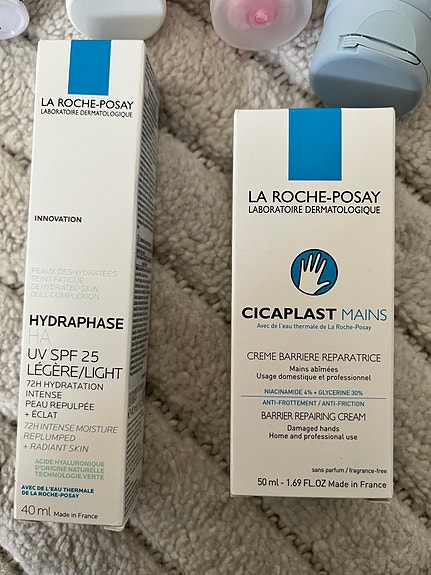 LA ROCHE-POSAY
LABORATOIRE DERMATOLOGIQUE
INNOVATION
PEAUX DESHYDRATÉES
TEINT FATIGUÉ
DEHYDRATED SKIN
DULL COMPLEXION
HYDRAPHASE
HA
UV SPF 25
LÉGÈRE/LIGHT
72H HYDRATATION
INTENSE
PEAU REPULPÉE
+ ÉCLAT
72H INTENSE MOISTURE
REPLUMPED
+ RADIANT SKIN
ACIDE HYALURONIQUE
D'ORIGINE NATURELLE
TECHNOLOGIE VERTE
AVEC DE L'EAU THERMALE
DE LA ROCHE-POSAY
40 ml Made in France
LA ROCHE-POSAY
LABORATOIRE DERMATOLOGIQUE
CICAPLAST MAINS
Avec de l'eau thermale de La Roche-Posay
CREME BARRIERE REPARATRICE
Mains abîmées
Usage domestique et professionnel
NIACINAMIDE 4% + GLYCERINE 30%
ANTI-FROTTEMENT / ANTI-FRICTION
BARRIER REPAIRING CREAM
Damaged hands
Home and professional use
sans parfum / fragrance-free
50 ml - 1.69 FL.OZ Made in France